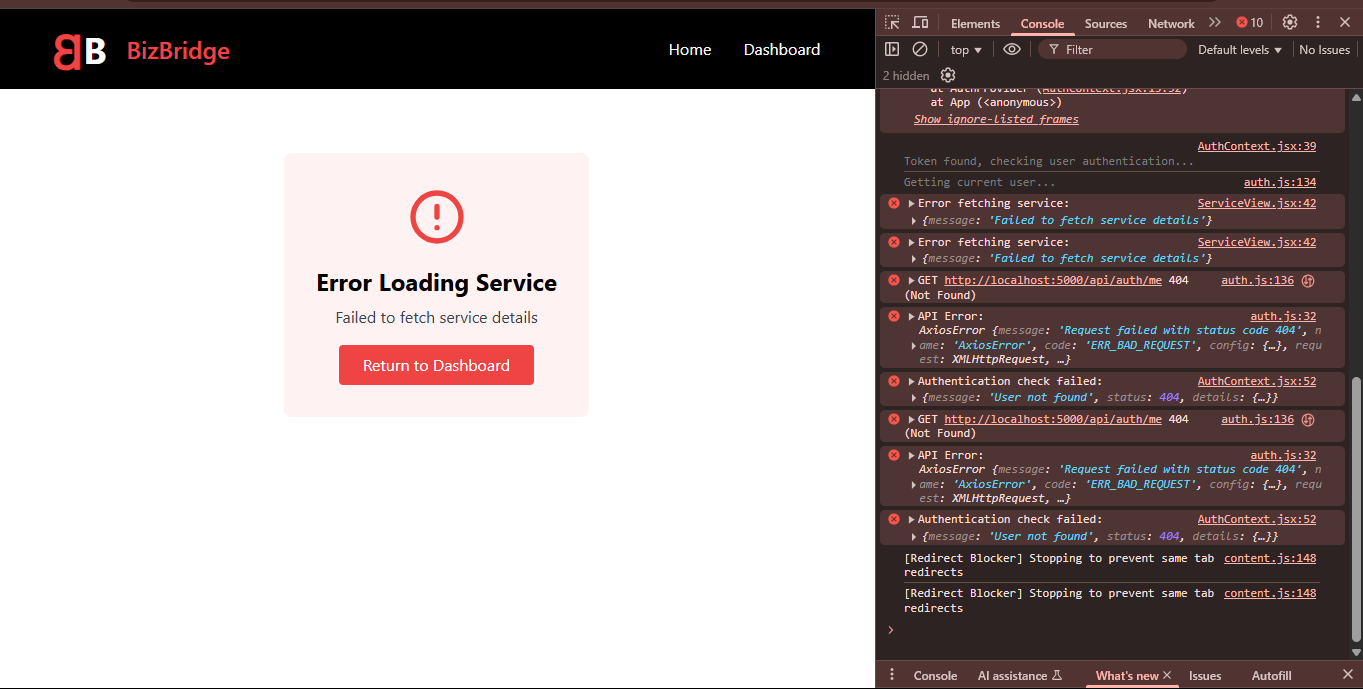 BB BizBridge
Home Dashboard
Error Loading Service
Failed to fetch service details
Return to Dashboard
Elements Console Sources Network 10
top Filter Default levels No Issues
2 hidden
at AuthProvider (AuthContext.jsx:15:32)
at App (<anonymous>)
Show ignore-listed frames
AuthContext.jsx:39
Token found, checking user authentication...
Getting current user... auth.js:134
Error fetching service: ServiceView.jsx:42
{message: 'Failed to fetch service details'}
Error fetching service: ServiceView.jsx:42
{message: 'Failed to fetch service details'}
GET http://localhost:5000/api/auth/me 404 auth.js:136
(Not Found)
API Error: auth.js:32
AxiosError {message: 'Request failed with status code 404', n
ame: 'AxiosError', code: 'ERR_BAD_REQUEST', config: {…}, requ
est: XMLHttpRequest, …}
Authentication check failed: AuthContext.jsx:52
{message: 'User not found', status: 404, details: {…}}
GET http://localhost:5000/api/auth/me 404 auth.js:136
(Not Found)
API Error: auth.js:32
AxiosError {message: 'Request failed with status code 404', n
ame: 'AxiosError', code: 'ERR_BAD_REQUEST', config: {…}, requ
est: XMLHttpRequest, …}
Authentication check failed: AuthContext.jsx:52
{message: 'User not found', status: 404, details: {…}}
[Redirect Blocker] Stopping to prevent same tab content.js:148
redirects
[Redirect Blocker] Stopping to prevent same tab content.js:148
redirects
Console AI assistance What's new Issues Autofill